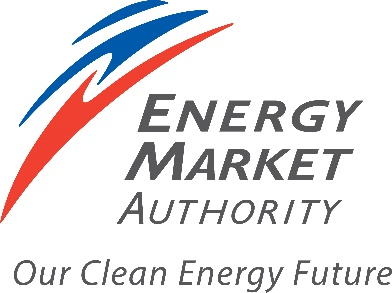 ENERGY
MARKET
AUTHORITY
Our Clean Energy Future